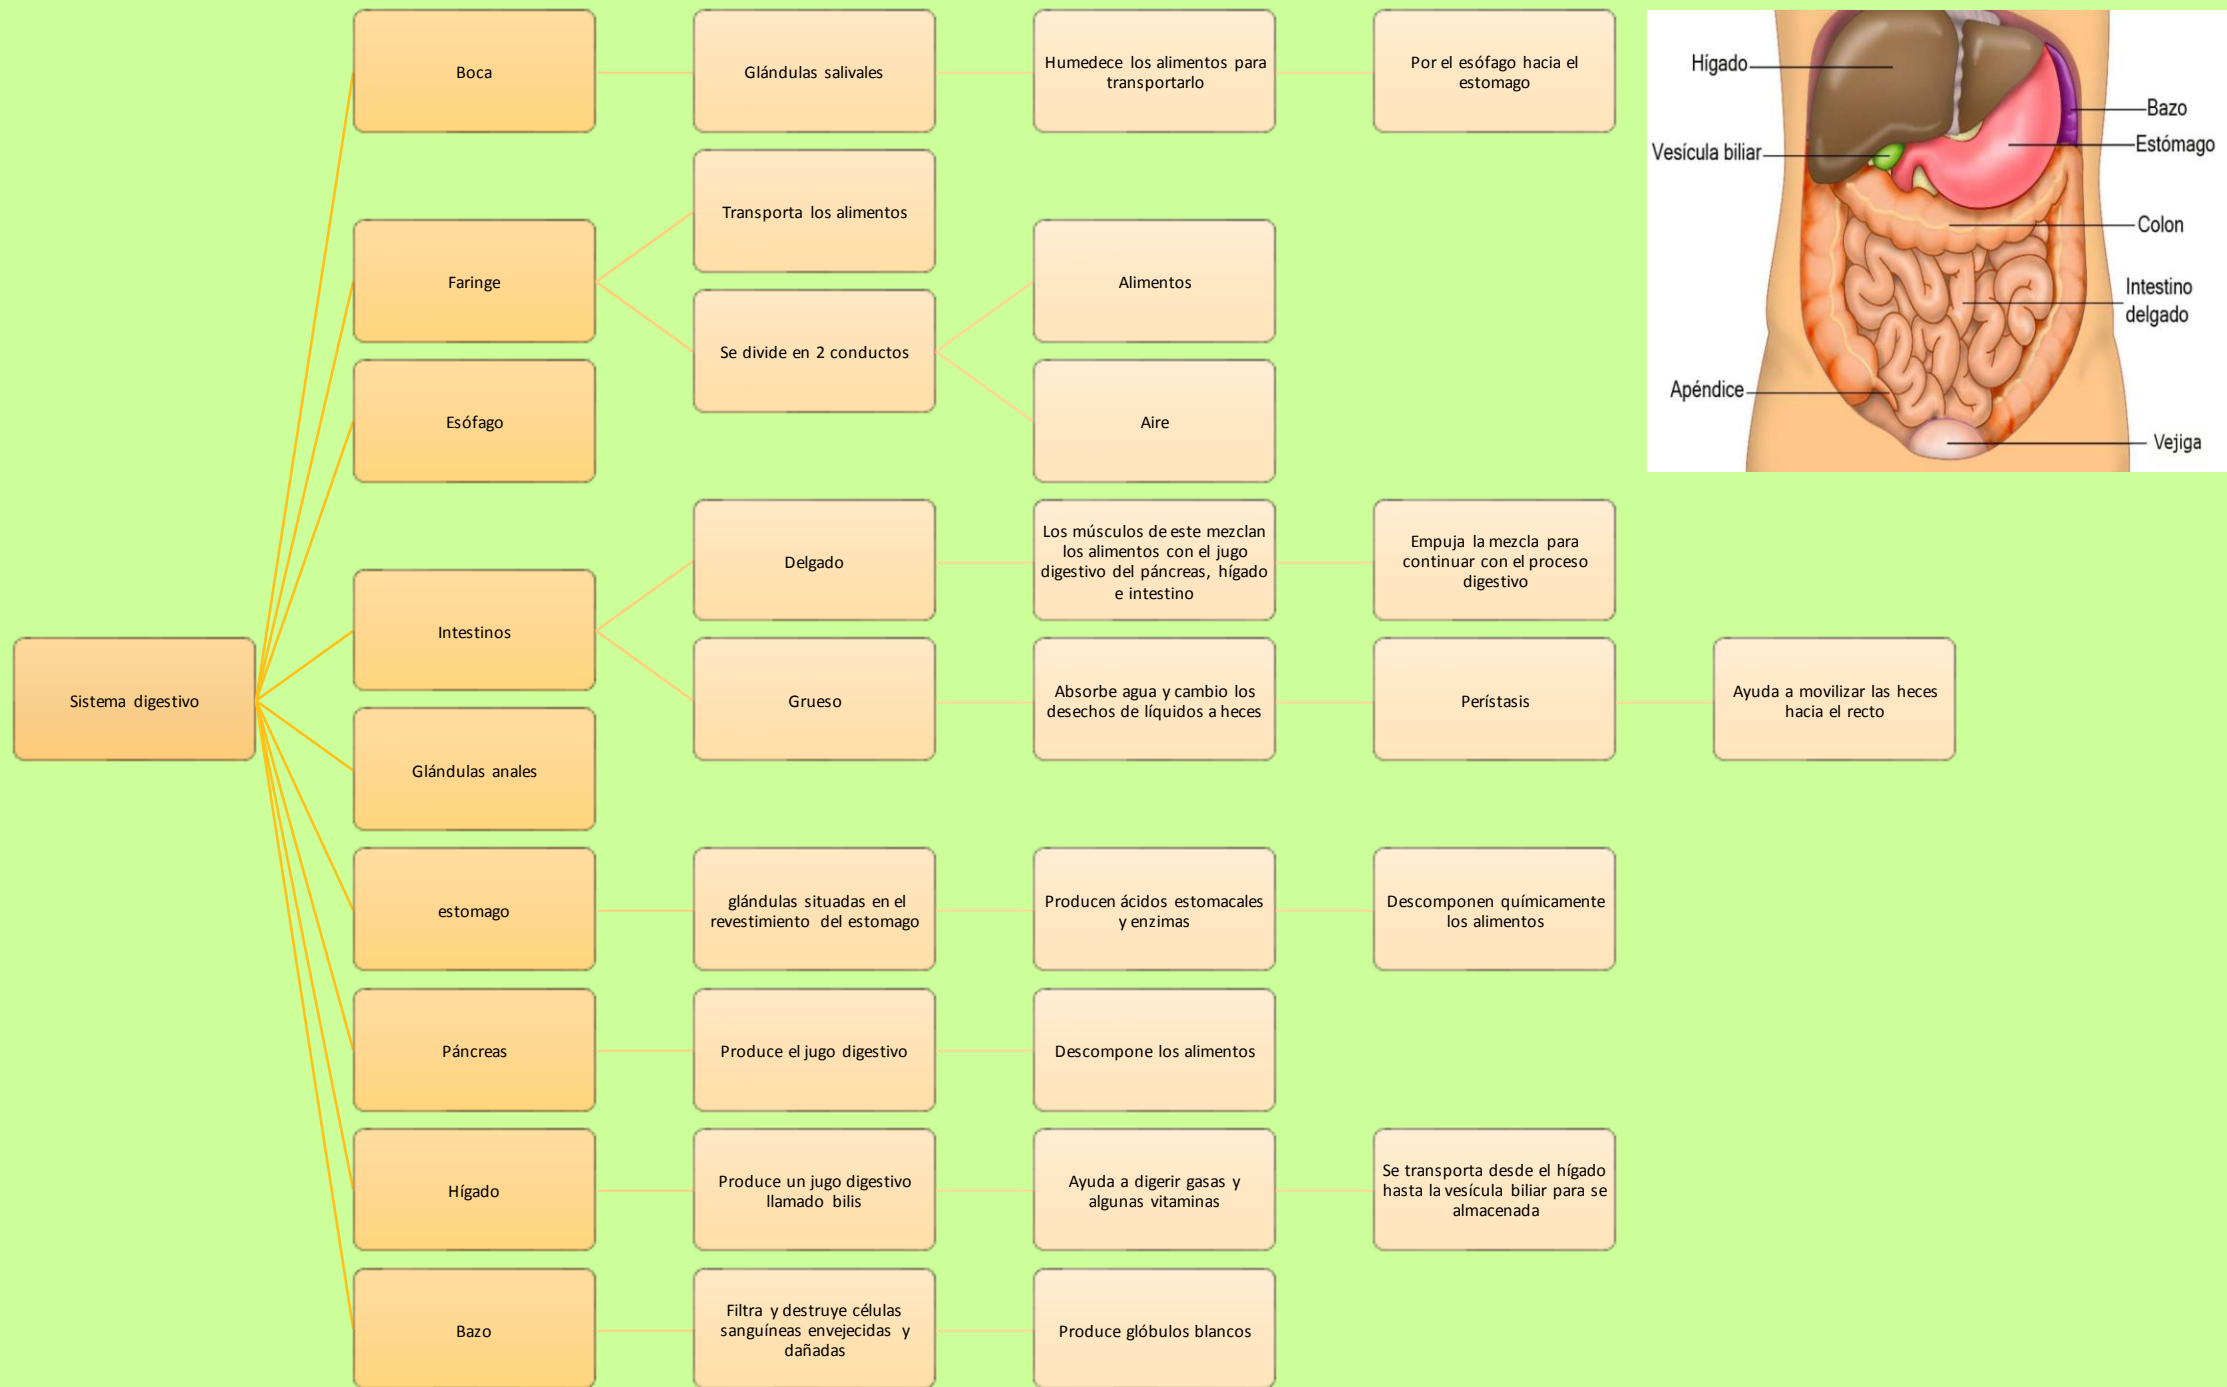 Boca
Glándulas salivales
Humedece los alimentos para
transportarlo
Por el esófago hacia el
estomago
Faringe
Transporta los alimentos
Se divide en 2 conductos
Alimentos
Aire
Esófago
Sistema digestivo
Intestinos
Delgado
Los músculos de este mezclan
los alimentos con el jugo
digestivo del páncreas, hígado
e intestino
Empuja la mezcla para
continuar con el proceso
digestivo
Grueso
Absorbe agua y cambio los
desechos de líquidos a heces
Perístasis
Ayuda a movilizar las heces
hacia el recto
Glándulas anales
estomago
glándulas situadas en el
revestimiento del estomago
Producen ácidos estomacales
y enzimas
Descomponen químicamente
los alimentos
Páncreas
Produce el jugo digestivo
Descompone los alimentos
Hígado
Produce un jugo digestivo
llamado bilis
Ayuda a digerir gasas y
algunas vitaminas
Se transporta desde el hígado
hasta la vesícula biliar para se
almacenada
Bazo
Filtra y destruye células
sanguíneas envejecidas y
dañadas
Produce glóbulos blancos
Hígado
Vesícula biliar
Apéndice
Bazo
Estómago
Colon
Intestino
delgado
Vejiga